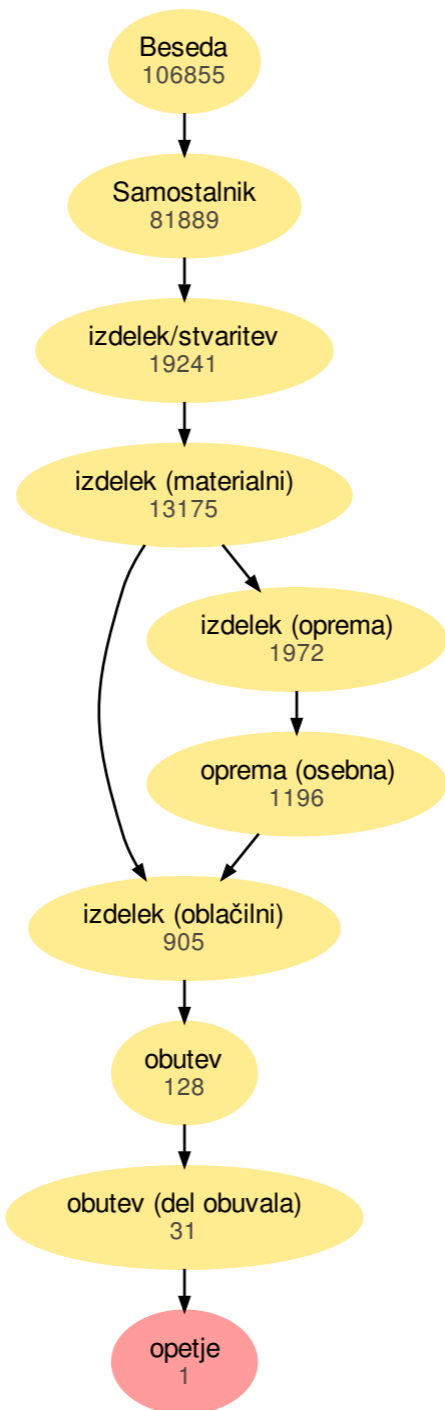 Beseda
106855
Samostalnik
81889
izdelek/stvaritev
19241
izdelek (materialni)
13175
izdelek (oprema)
1972
oprema (osebna)
1196
izdelek (oblačilni)
905
obutev
128
obutev (del obuvala)
31
opetje
1